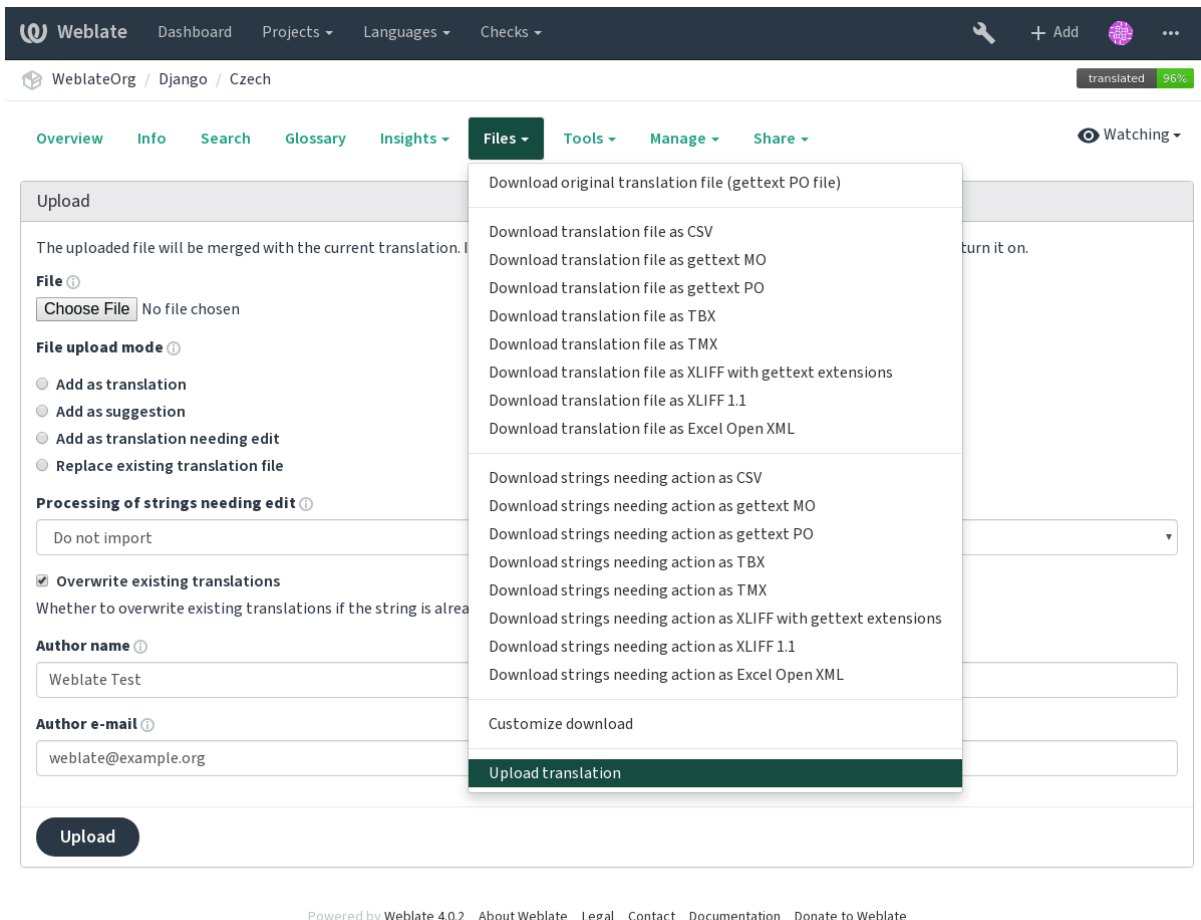 Weblate Dashboard Projects Languages Checks + Add ...
WeblateOrg / Django / Czech translated 96%
Overview Info Search Glossary Insights Files Tools Manage Share Watching
Download original translation file (gettext PO file)
Upload
Download translation file as CSV
The uploaded file will be merged with the current translation. I turn it on.
Download translation file as gettext MO
File
Download translation file as gettext PO
Choose File No file chosen
Download translation file as TBX
File upload mode
Download translation file as TMX
Download translation file as XLIFF with gettext extensions
Add as translation
Download translation file as XLIFF 1.1
Add as suggestion
Download translation file as Excel Open XML
Add as translation needing edit
Replace existing translation file
Download strings needing action as CSV
Processing of strings needing edit
Download strings needing action as gettext MO
Do not import
Download strings needing action as gettext PO
Download strings needing action as TBX
Overwrite existing translations
Download strings needing action as TMX
Whether to overwrite existing translations if the string is alrea
Download strings needing action as XLIFF with gettext extensions
Author name
Download strings needing action as XLIFF 1.1
Weblate Test
Download strings needing action as Excel Open XML
Author e-mail
Customize download
weblate@example.org
Upload translation
Upload
Powered by Weblate 4.0.2 About Weblate Legal Contact Documentation Donate to Weblate